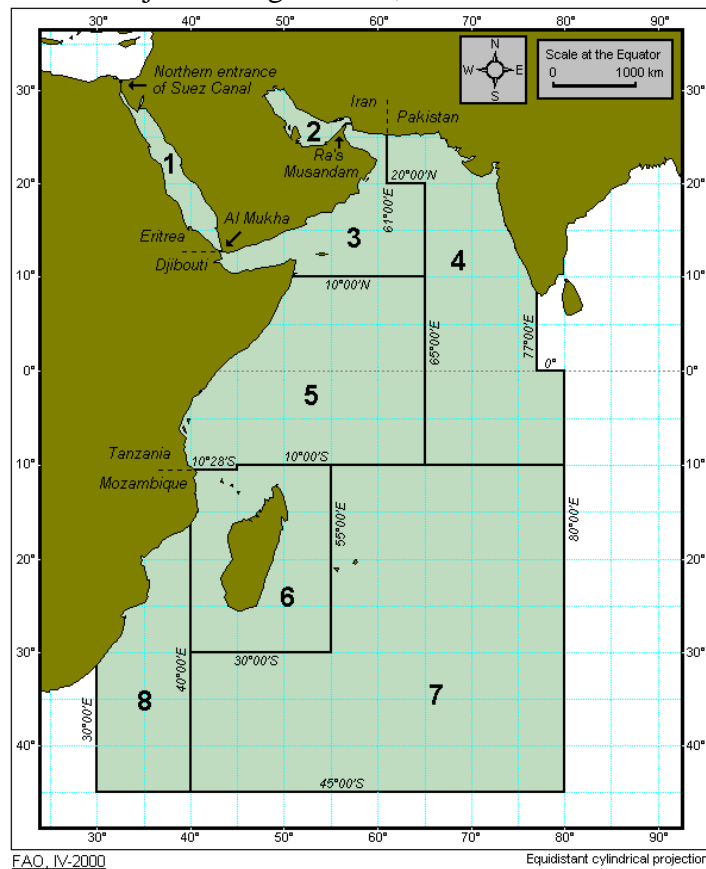 30° 40° 50° 60° 70° 80° 90°
N
W E
S
Scale at the Equator
0 1000 km
Northern entrance
of Suez Canal
Iran
Pakistan
30° 30°
2
1
Ra's
Musandam
20°00'N
20° 20°
61°00'E
Al Mukha
Eritrea
3
4
Djibouti
10° 10°
10°00'N
65°00'E
77°00'E
0°
0° 0°
5
Tanzania
10°28'S
10°00'S
10° 10°
Mozambique
55°00'E
80°00'E
20° 20°
6
30°00'S
30° 30°
40°00'E
30°00'E
8
7
40° 40°
45°00'S
30° 40° 50° 60° 70° 80° 90°
FAO, IV-2000
Equidistant cylindrical projection